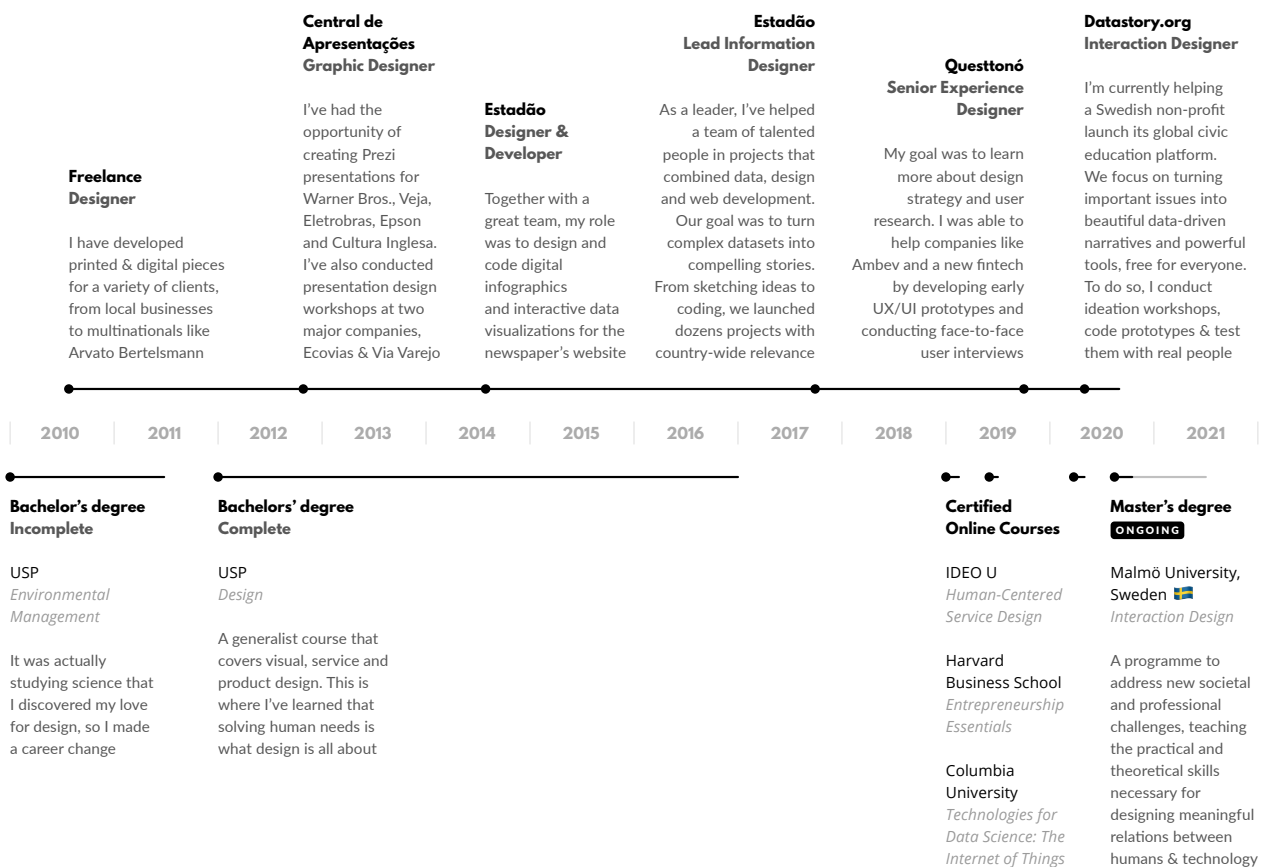 Freelance
Designer
I have developed
printed & digital pieces
for a variety of clients,
from local businesses
to multinationals like
Arvato Bertelsmann
Central de
Apresentações
Graphic Designer
I've had the
opportunity of
creating Prezi
presentations for
Warner Bros., Veja,
Eletrobras, Epson
and Cultura Inglesa.
I've also conducted
presentation design
workshops at two
major companies,
Ecovias & Via Varejo
Estadão
Designer &
Developer
Together with a
great team, my role
was to design and
code digital
infographics
and interactive data
visualizations for the
newspaper's website
Estadão
Lead Information
Designer
As a leader, I've helped
a team of talented
people in projects that
combined data, design
and web development.
Our goal was to turn
complex datasets into
compelling stories.
From sketching ideas to
coding, we launched
dozens projects with
country-wide relevance
Questtonó
Senior Experience
Designer
My goal was to learn
more about design
strategy and user
research. I was able to
help companies like
Ambev and a new fintech
by developing early
UX/UI prototypes and
conducting face-to-face
user interviews
Datastory.org
Interaction Designer
I'm currently helping
a Swedish non-profit
launch its global civic
education platform.
We focus on turning
important issues into
beautiful data-driven
narratives and powerful
tools, free for everyone.
To do so, I conduct
ideation workshops,
code prototypes & test
them with real people
2010 2011 2012 2013 2014 2015 2016 2017 2018 2019 2020 2021
Bachelor's degree
Incomplete
USP
Environmental
Management
It was actually
studying science that
I discovered my love
for design, so I made
a career change
Bachelors' degree
Complete
USP
Design
A generalist course that
covers visual, service and
product design. This is
where I've learned that
solving human needs is
what design is all about
Certified
Online Courses
IDEO U
Human-Centered
Service Design
Harvard
Business School
Entrepreneurship
Essentials
Columbia
University
Technologies for
Data Science: The
Internet of Things
Master's degree
ONGOING
Malmö University,
Sweden 🇸🇪
Interaction Design
A programme to
address new societal
and professional
challenges, teaching
the practical and
theoretical skills
necessary for
designing meaningful
relations between
humans & technology